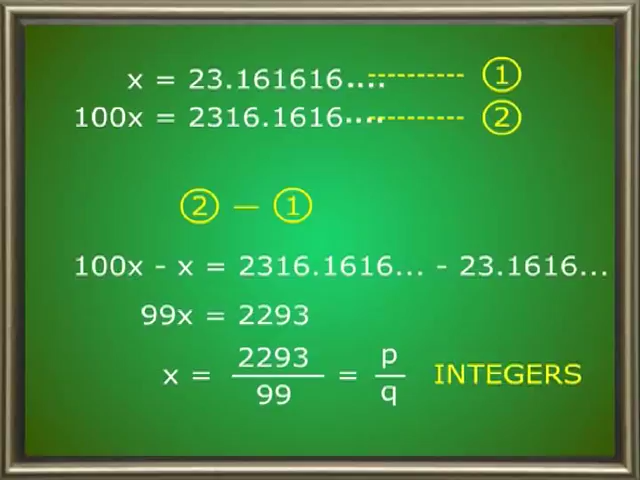 x = 23.161616.... ---------- 1
100x = 2316.1616.... ---------- 2
2 — 1
100x - x = 2316.1616... - 23.1616...
99x = 2293
x = 2293/99 = p/q INTEGERS